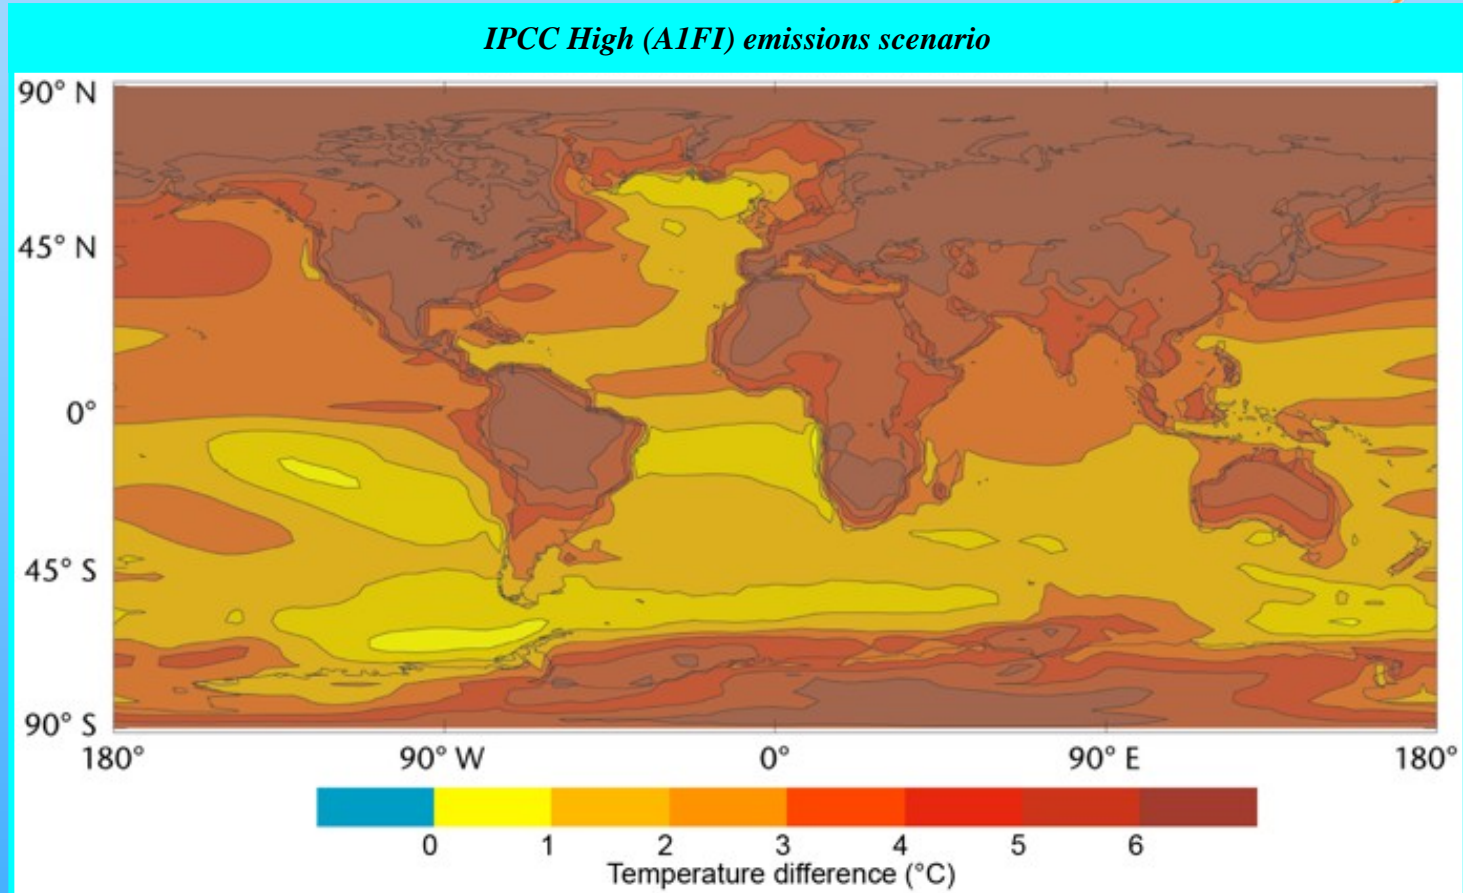 IPCC High (A1FI) emissions scenario
90° N
45° N
0°
45° S
90° S
180° 90° W 0° 90° E 180°
0 1 2 3 4 5 6
Temperature difference (°C)